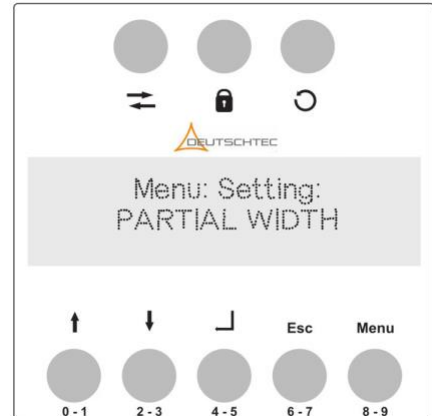 DEUTSCHTEC
Menu: Setting:
PARTIAL WIDTH
Esc Menu
0 - 1 2 - 3 4 - 5 6 - 7 8 - 9